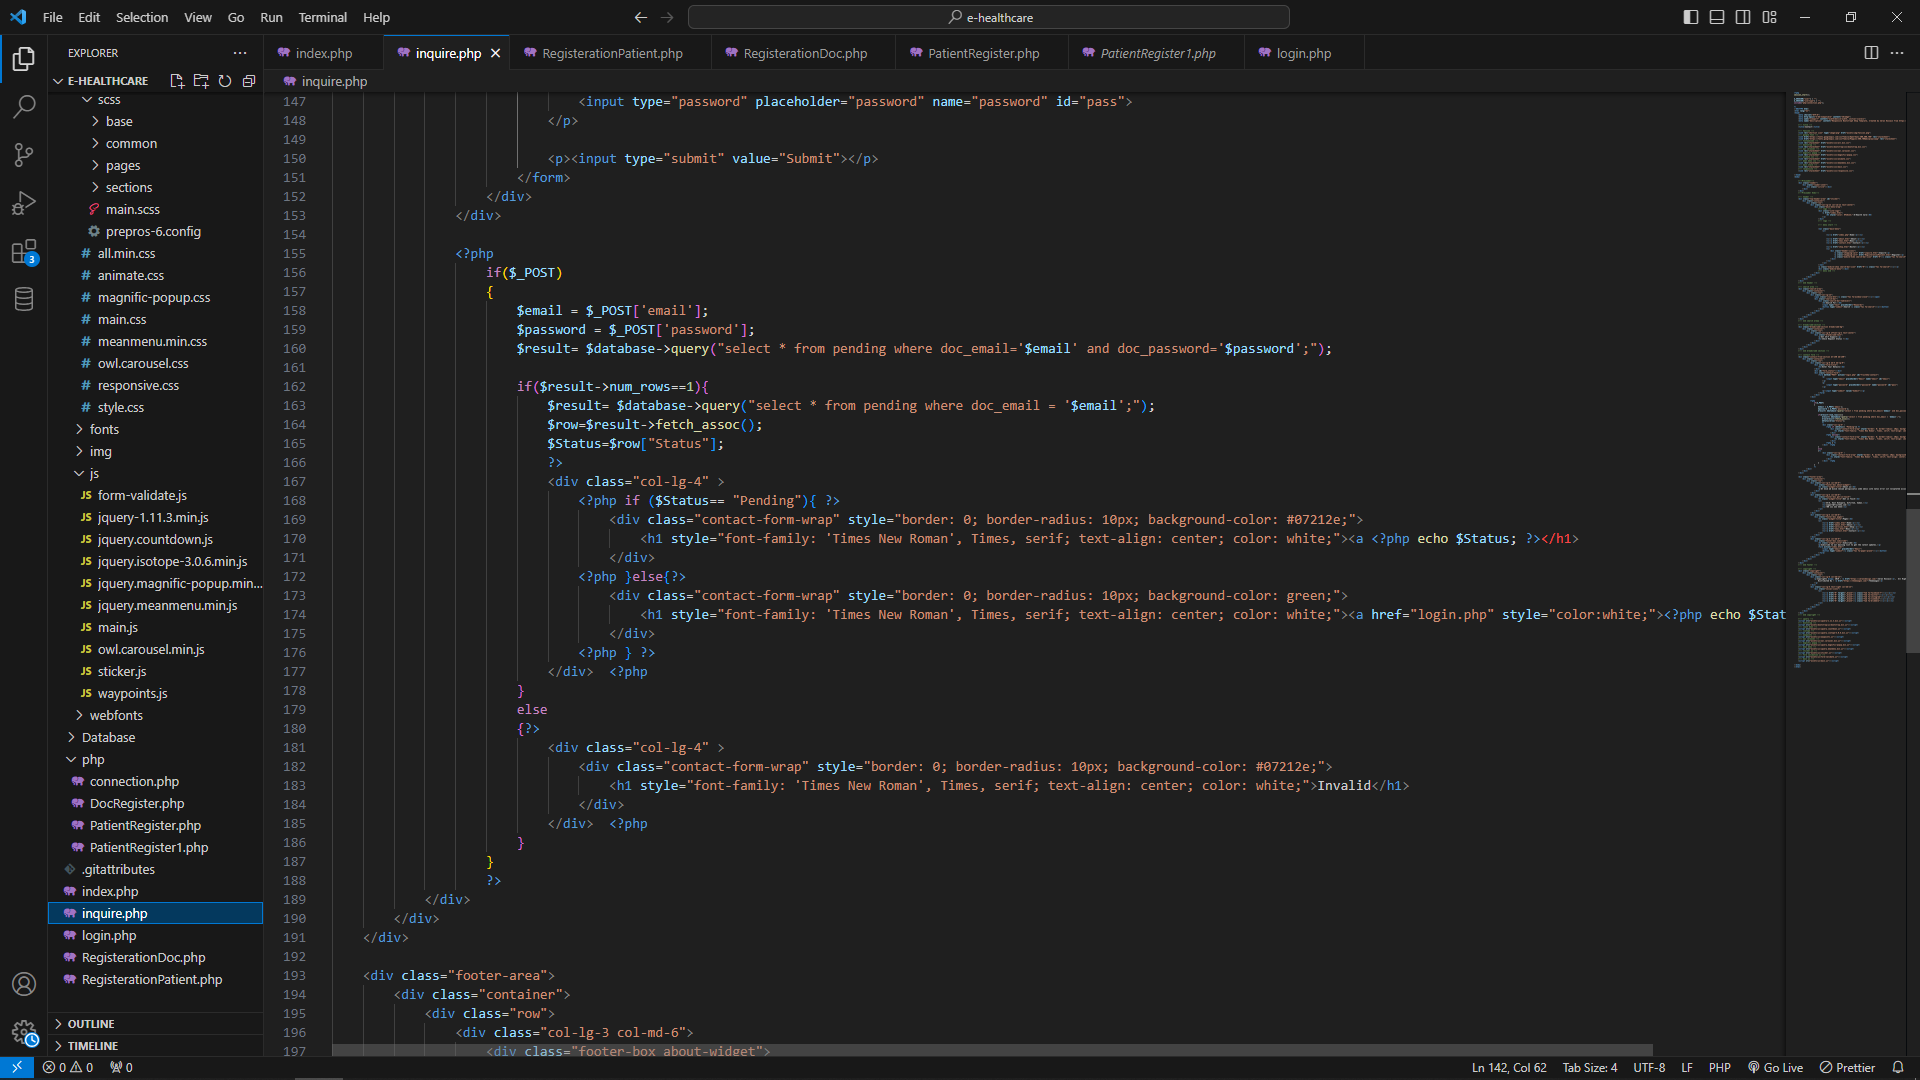 File Edit Selection View Go Run Terminal Help
e-healthcare
EXPLORER
index.php
inquire.php
RegisterationPatient.php
RegisterationDoc.php
PatientRegister.php
PatientRegister1.php
login.php
E-HEALTHCARE
inquire.php
scss
base
common
pages
sections
main.scss
prepros-6.config
# all.min.css
# animate.css
# magnific-popup.css
# main.css
# meanmenu.min.css
# owl.carousel.css
# responsive.css
# style.css
fonts
img
js
JS form-validate.js
JS jquery-1.11.3.min.js
JS jquery.countdown.js
JS jquery.isotope-3.0.6.min.js
JS jquery.magnific-popup.min...
JS jquery.meanmenu.min.js
JS main.js
JS owl.carousel.min.js
JS sticker.js
JS waypoints.js
webfonts
Database
php
connection.php
DocRegister.php
PatientRegister.php
PatientRegister1.php
.gitattributes
index.php
inquire.php
login.php
RegisterationDoc.php
RegisterationPatient.php
OUTLINE
TIMELINE
3
147 <input type="password" placeholder="password" name="password" id="pass">
148 </p>
149
150 <p><input type="submit" value="Submit"></p>
151 </form>
152 </div>
153 </div>
154
155 <?php
156 if($_POST)
157 {
158 $email = $_POST['email'];
159 $password = $_POST['password'];
160 $result= $database->query("select * from pending where doc_email='$email' and doc_password='$password';");
161
162 if($result->num_rows==1){
163 $result= $database->query("select * from pending where doc_email = '$email';");
164 $row=$result->fetch_assoc();
165 $Status=$row["Status"];
166 ?>
167 <div class="col-lg-4" >
168 <?php if ($Status== "Pending"){ ?>
169 <div class="contact-form-wrap" style="border: 0; border-radius: 10px; background-color: #07212e;">
170 <h1 style="font-family: 'Times New Roman', Times, serif; text-align: center; color: white;"><a <?php echo $Status; ?></h1>
171 </div>
172 <?php }else{?>
173 <div class="contact-form-wrap" style="border: 0; border-radius: 10px; background-color: green;">
174 <h1 style="font-family: 'Times New Roman', Times, serif; text-align: center; color: white;"><a href="login.php" style="color:white;"><?php echo $Stat
175 </div>
176 <?php } ?>
177 </div> <?php
178 }
179 else
180 {?>
181 <div class="col-lg-4" >
182 <div class="contact-form-wrap" style="border: 0; border-radius: 10px; background-color: #07212e;">
183 <h1 style="font-family: 'Times New Roman', Times, serif; text-align: center; color: white;">Invalid</h1>
184 </div>
185 </div> <?php
186 }
187 }
188 ?>
189 </div>
190 </div>
191 </div>
192
193 <div class="footer-area">
194 <div class="container">
195 <div class="row">
196 <div class="col-lg-3 col-md-6">
197 <div class="footer-box about-widget">
0 0 0 Ln 142, Col 62 Tab Size: 4 UTF-8 LF PHP Go Live Prettier